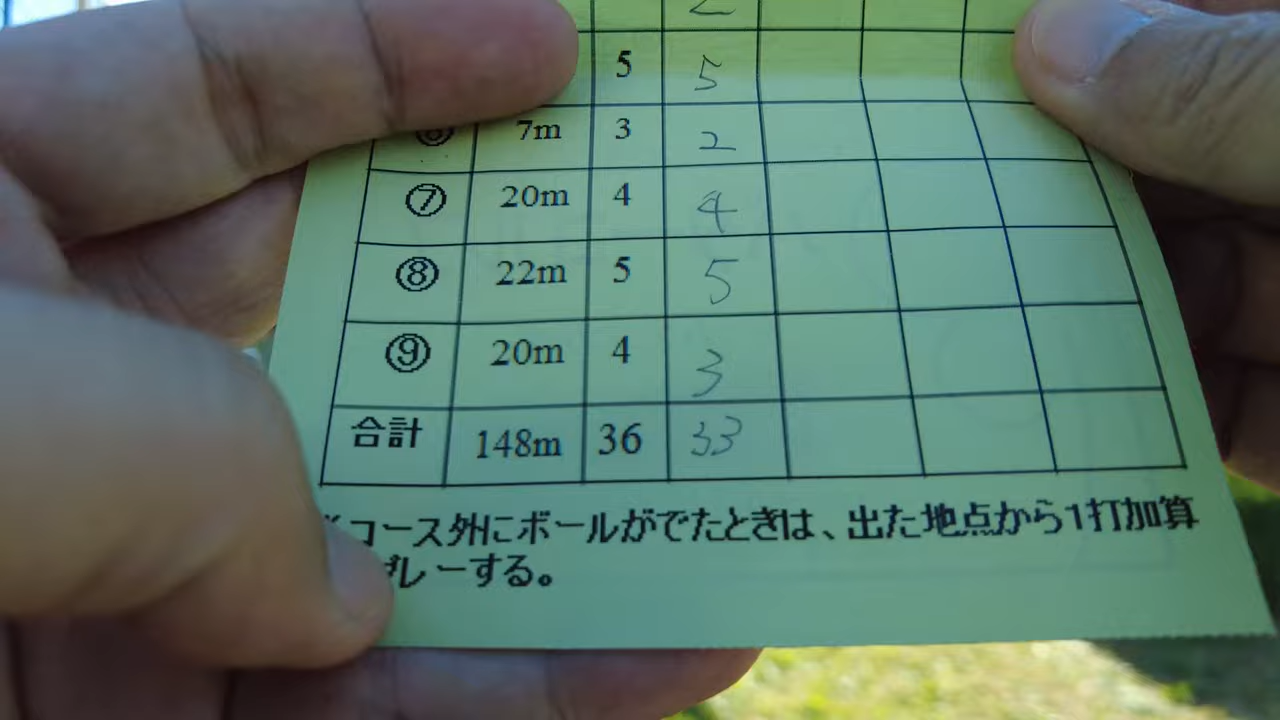 5 5
⑥ 7m 3 2
⑦ 20m 4 4
⑧ 22m 5 5
⑨ 20m 4 3
合計 148m 36 33
コース外にボールがでたときは、出た地点から1打加算
プレーする。